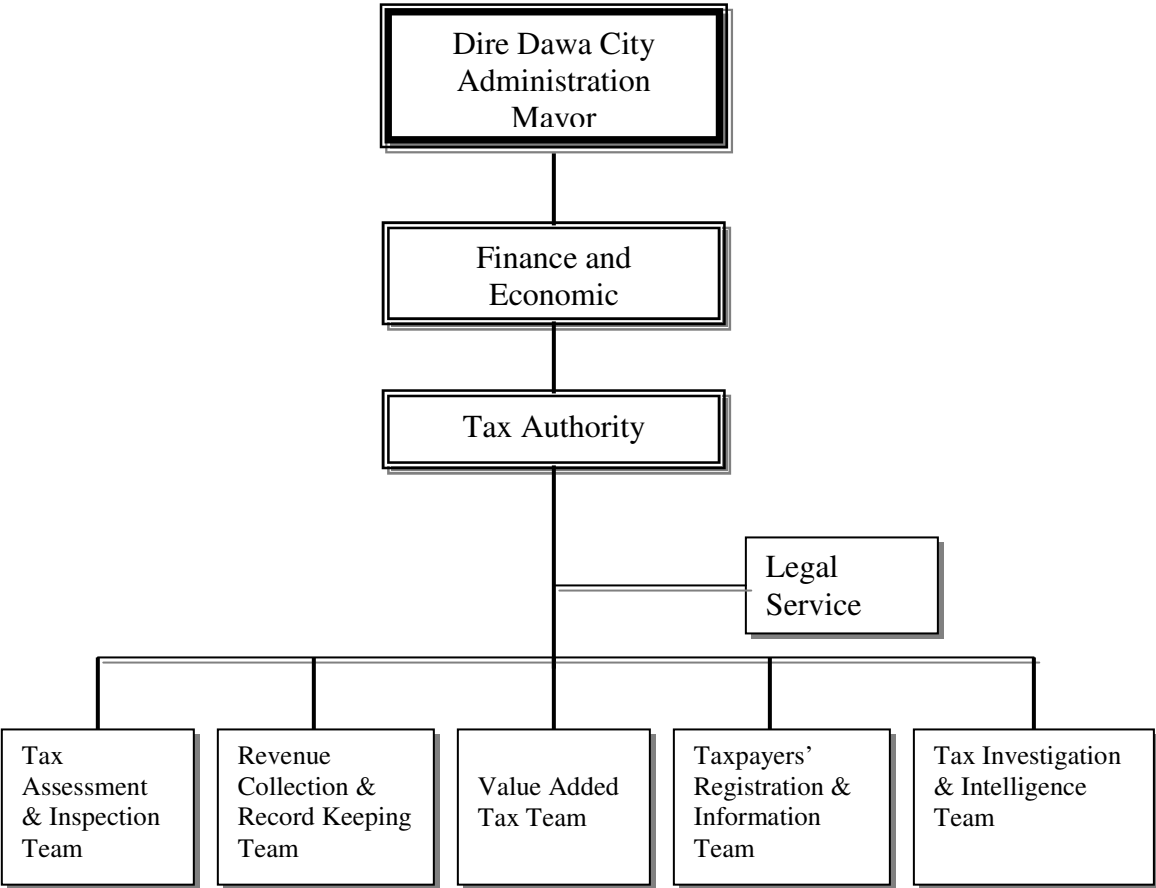 Dire Dawa City
Administration
Mayor
Finance and
Economic
Tax Authority
Legal
Service
Tax
Assessment
& Inspection
Team
Revenue
Collection &
Record Keeping
Team
Value Added
Tax Team
Taxpayers’
Registration &
Information
Team
Tax Investigation
& Intelligence
Team